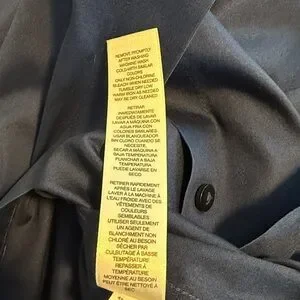 REMOVE PROMPTLY
AFTER WASHING
MACHINE WASH
COLD WITH SIMILAR
COLORS
ONLY NON-CHLORINE
BLEACH WHEN NEEDED
TUMBLE DRY LOW
WARM IRON AS NEEDED
MAY BE DRY CLEANED
RETIRAR
INMEDIATAMENTE
DESPUÉS DE LAVAR
LAVAR A MÁQUINA CON
AGUA FRIA CON
COLORES SIMILARES
USAR BLANQUEADOR
SIN CLORO CUANDO SE
NECESITE,
SECAR A MÁQUINA
BAJA TEMPERATURA
PLANCHAR A BAJA
TEMPERATURA
PUEDE LAVARSE EN
SECO
RETIRER RAPIDEMENT
APRÈS LE LAVAGE
LAVER À LA MACHINE À
L'EAU FROIDE AVEC DES
VÊTEMENTS DE
COULEURS
SEMBLABLES
UTILISER SEULEMENT
UN AGENT DE
BLANCHIMENT NON
CHLORÉ AU BESOIN
SÉCHER PAR
CULBUTAGE À BASSE
TEMPÉRATURE
REPASSER À
TEMPÉRATURE
MOYENNE AU BESOIN
PEUT ÊTRE NETTOYÉ À
SEC